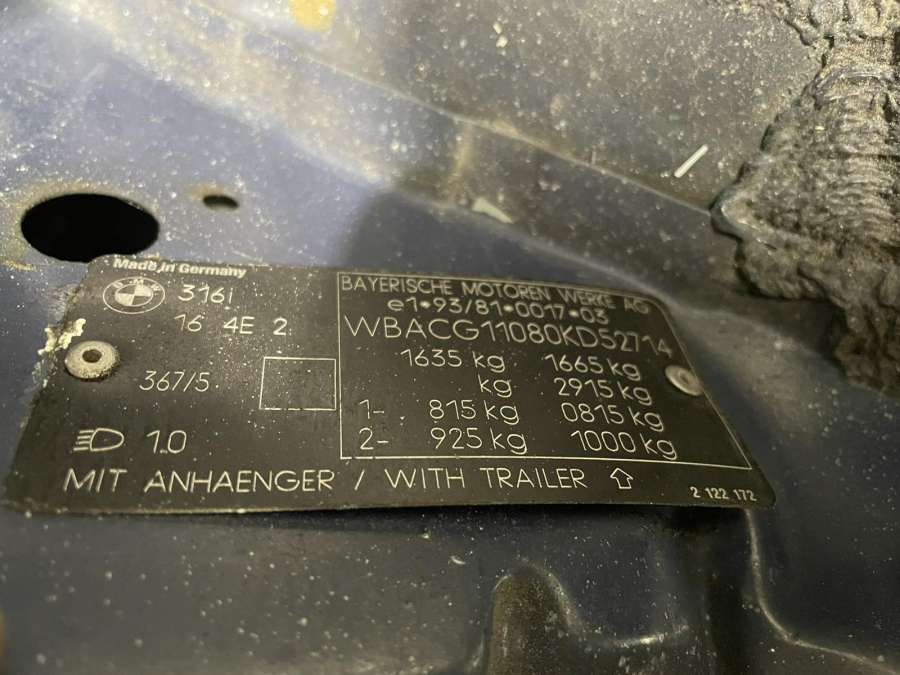 Made in Germany
BMW 316i
16 4E 2
367/5
1.0
BAYERISCHE MOTOREN WERKE AG
e1*93/81*0017*03
WBACG11080KD52714
1635 kg 1665 kg
kg 2915 kg
1- 815 kg 0815 kg
2- 925 kg 1000 kg
MIT ANHAENGER / WITH TRAILER
2 122 172